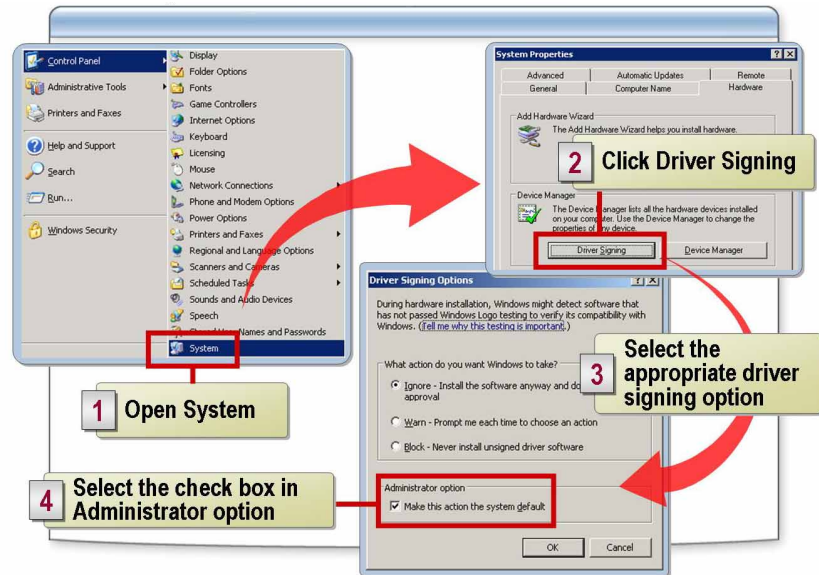 Control Panel
Administrative Tools
Printers and Faxes
Help and Support
Search
Run...
Windows Security
Display
Folder Options
Fonts
Game Controllers
Internet Options
Keyboard
Licensing
Mouse
Network Connections
Phone and Modem Options
Power Options
Printers and Faxes
Regional and Language Options
Scanners and Cameras
Scheduled Tasks
Sounds and Audio Devices
Speech
User Names and Passwords
System
1 Open System
System Properties
Advanced Automatic Updates Remote
General Computer Name Hardware
Add Hardware Wizard
The Add Hardware Wizard helps you install hardware.
2 Click Driver Signing
Device Manager
The Device Manager lists all the hardware devices installed
on your computer. Use the Device Manager to change the
properties of any device.
Driver Signing Device Manager
Driver Signing Options
During hardware installation, Windows might detect software that
has not passed Windows Logo testing to verify its compatibility with
Windows. (Tell me why this testing is important.)
What action do you want Windows to take?
Ignore - Install the software anyway and do
approval
Warn - Prompt me each time to choose an action
Block - Never install unsigned driver software
3 Select the
appropriate driver
signing option
Administrator option
Make this action the system default
OK Cancel
4 Select the check box in
Administrator option